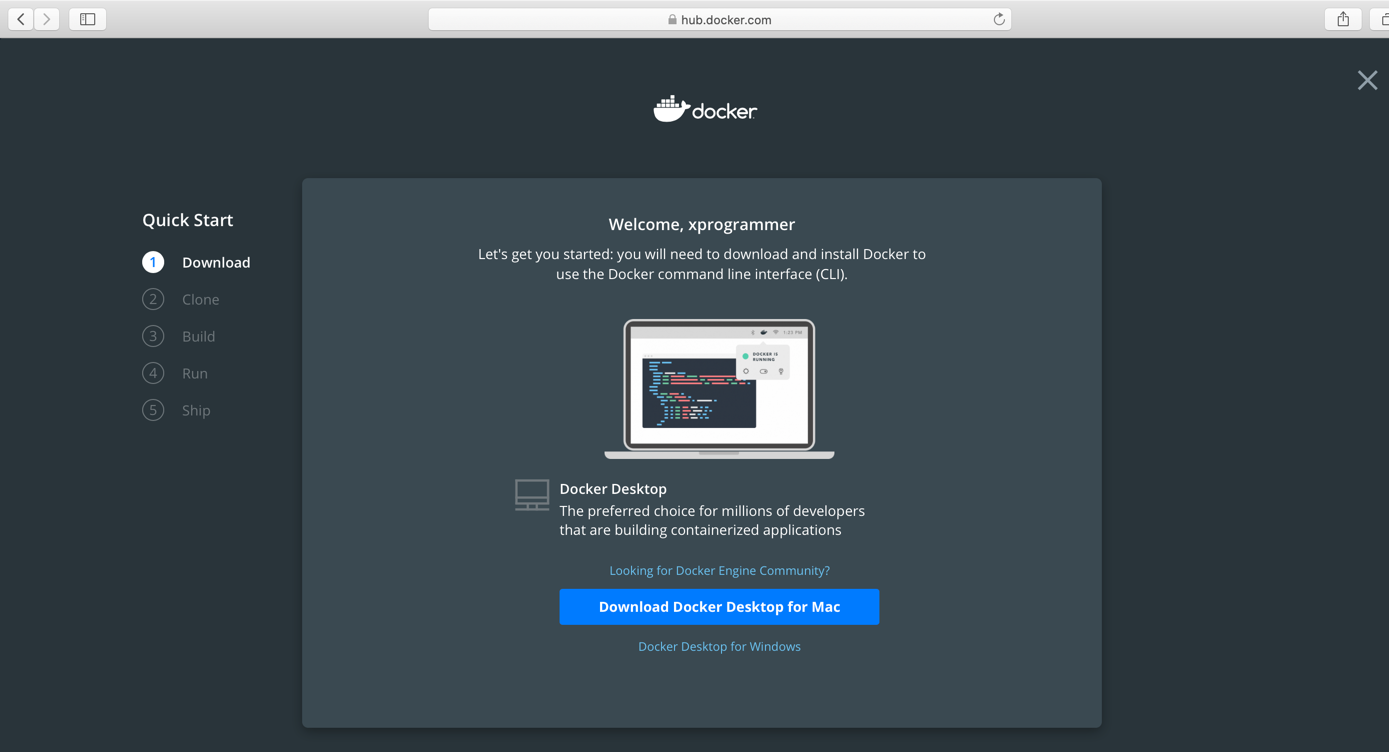 hub.docker.com
docker
Quick Start
1 Download
2 Clone
3 Build
4 Run
5 Ship
Welcome, xprogrammer
Let's get you started: you will need to download and install Docker to
use the Docker command line interface (CLI).
1:25 PM
DOCKER IS
RUNNING
Docker Desktop
The preferred choice for millions of developers
that are building containerized applications
Looking for Docker Engine Community?
Download Docker Desktop for Mac
Docker Desktop for Windows